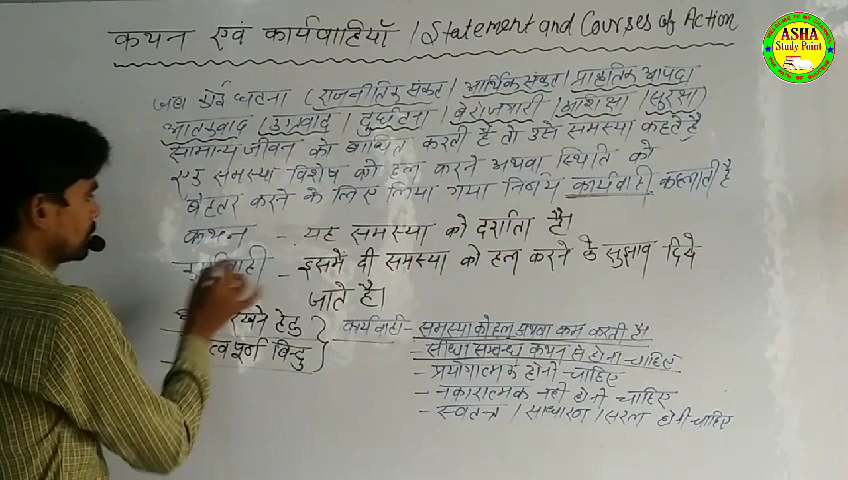 कथन एवं कार्यवाहियाँ / Statement and Courses of Action
ASHA
Study Point
जब कोई घटना (राजनीतिक संकट / आर्थिक संकट / प्राकृतिक आपदा
आतंकवाद / उग्रवाद / दुर्घटना / बेरोजगारी / अशिक्षा / सुरक्षा)
सामान्य जीवन को बाधित करती है तो उसे समस्या कहते है
समस्या विशेष को हल करने अथवा स्थिति को
बेहतर करने के लिए लिया गया निर्णय कार्यवाही कहलाती है
कथन - यह समस्या को दर्शाता है।
- इसमें दी समस्या को हल करने के सुझाव दिये
जाते है।
रखने हेतु
त्वपूर्ण बिन्दु
कार्यवाही - समस्या को हल अथवा कम करती है।
- सीधा सम्बन्ध कथन से होना चाहिए
- प्रयोगात्मक होनी चाहिए
- नकारात्मक नही होनी चाहिए
- स्वतन्त्र / साधारण / सरल होनी चाहिए